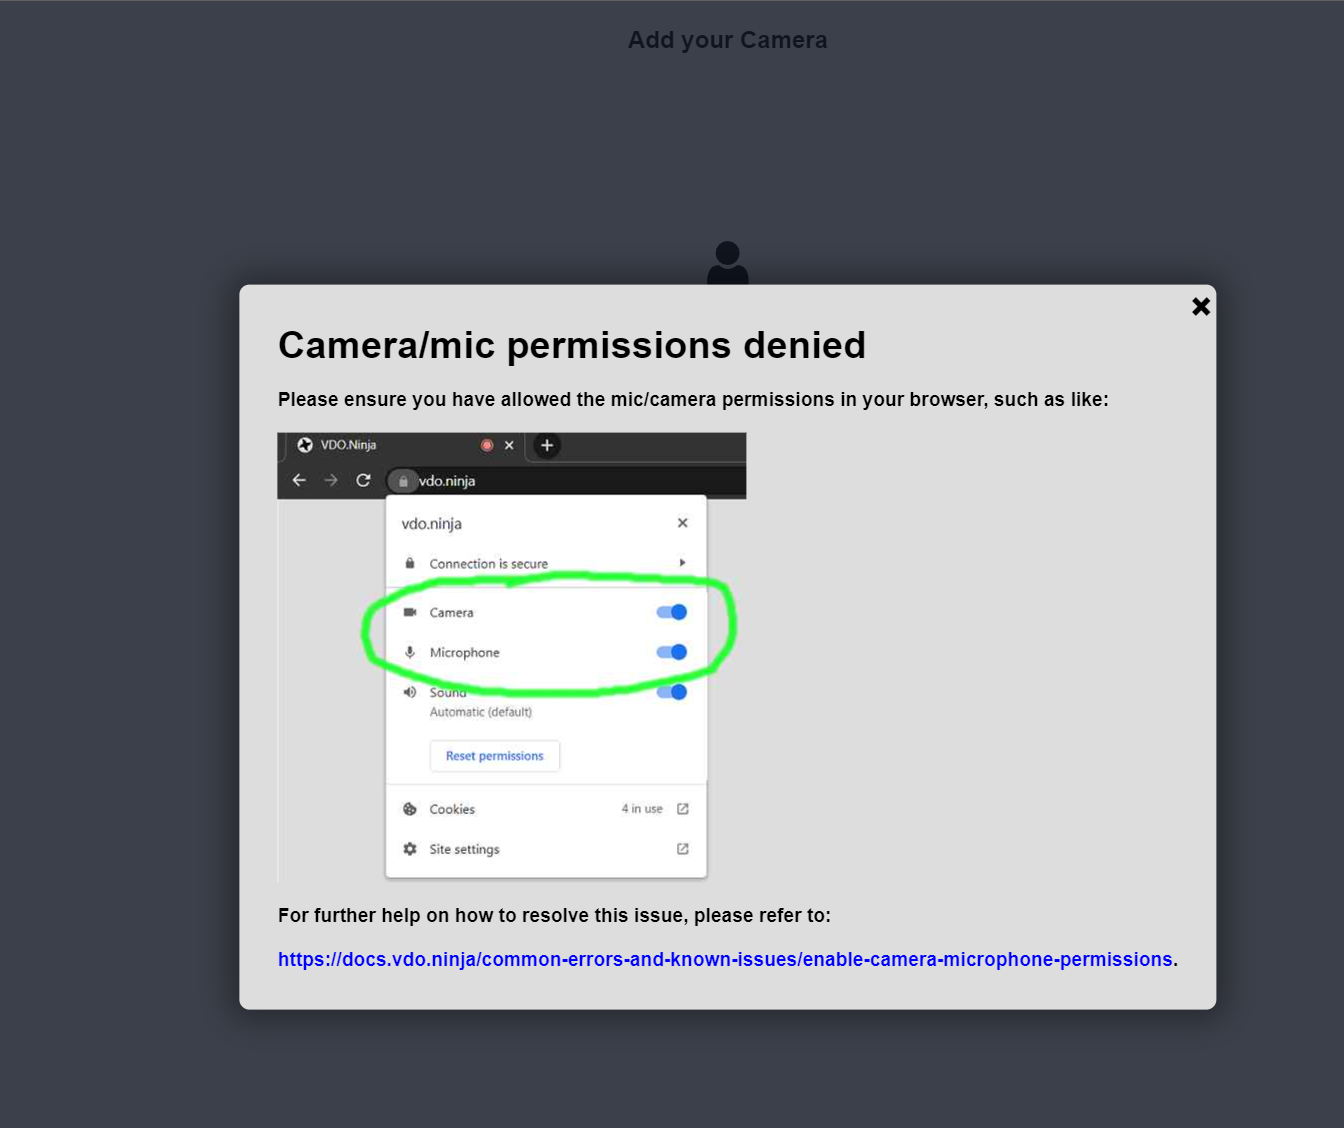 Add your Camera
Camera/mic permissions denied
Please ensure you have allowed the mic/camera permissions in your browser, such as like:
VDO.Ninja
vdo.ninja
vdo.ninja
Connection is secure
Camera
Microphone
Sound
Automatic (default)
Reset permissions
Cookies 4 in use
Site settings
For further help on how to resolve this issue, please refer to:
https://docs.vdo.ninja/common-errors-and-known-issues/enable-camera-microphone-permissions.